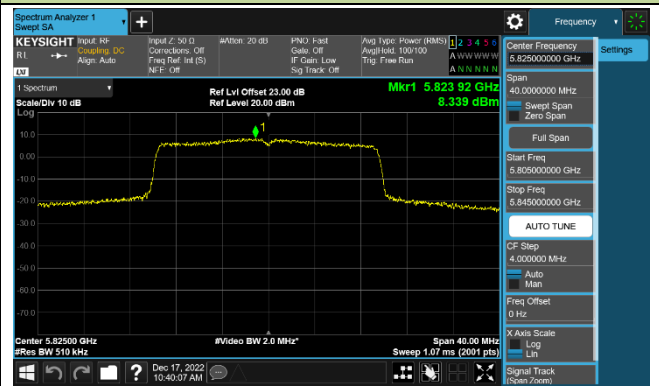 Spectrum Analyzer 1
Swept SA
+
Frequency
KEYSIGHT
Input: RF
Input Z: 50 Ω
#Atten: 20 dB
PNO: Fast
Avg Type: Power (RMS)
1 2 3 4 5 6
RL
Coupling: DC
Corrections: Off
Gate: Off
Avg|Hold: 100/100
A W W W W W
Align: Auto
Freq Ref: Int (S)
IF Gain: Low
Trig: Free Run
LXI
NFE: Off
Sig Track: Off
A N N N N N
1 Spectrum
Ref Lvl Offset 23.00 dB
Mkr1 5.823 92 GHz
Scale/Div 10 dB
Ref Level 20.00 dBm
8.339 dBm
Log
1
10.0
0.00
-10.0
-20.0
-30.0
-40.0
-50.0
-60.0
-70.0
Center 5.82500 GHz
#Video BW 2.0 MHz*
Span 40.00 MHz
#Res BW 510 kHz
Sweep 1.07 ms (2001 pts)
?
Dec 17, 2022
10:40:07 AM
Center Frequency
5.825000000 GHz
Settings
Span
40.0000000 MHz
Swept Span
Zero Span
Full Span
Start Freq
5.805000000 GHz
Stop Freq
5.845000000 GHz
AUTO TUNE
CF Step
4.000000 MHz
Auto
Man
Freq Offset
0 Hz
X Axis Scale
Log
Lin
Signal Track
(Span Zoom)